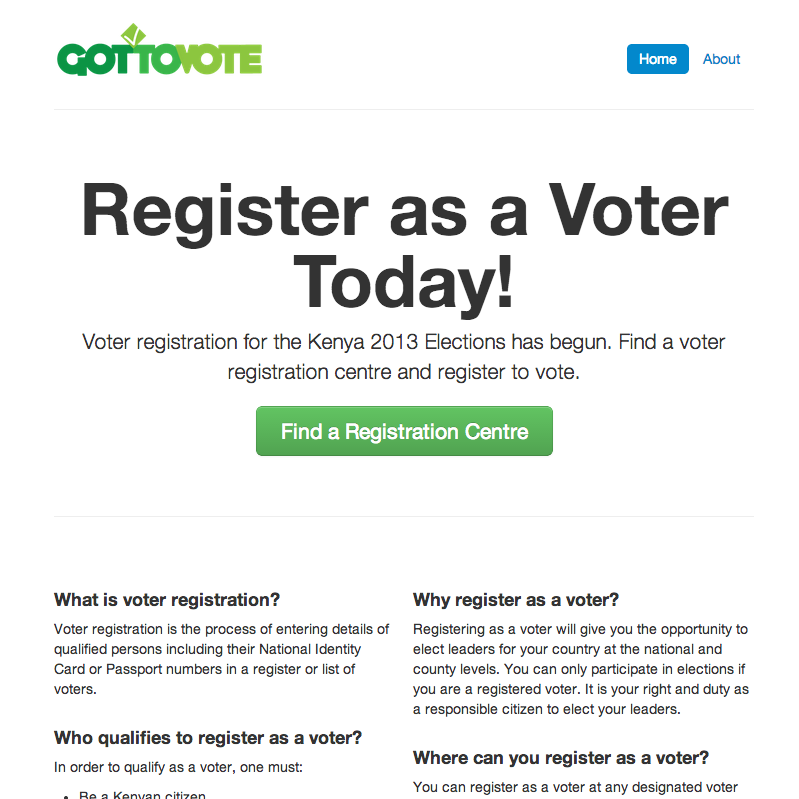 GOTTOVOTE
Home
About
Register as a Voter
Today!
Voter registration for the Kenya 2013 Elections has begun. Find a voter
registration centre and register to vote.
Find a Registration Centre
What is voter registration?
Voter registration is the process of entering details of
qualified persons including their National Identity
Card or Passport numbers in a register or list of
voters.
Who qualifies to register as a voter?
In order to qualify as a voter, one must:
• Be a Kenyan citizen
Why register as a voter?
Registering as a voter will give you the opportunity to
elect leaders for your country at the national and
county levels. You can only participate in elections if
you are a registered voter. It is your right and duty as
a responsible citizen to elect your leaders.
Where can you register as a voter?
You can register as a voter at any designated voter